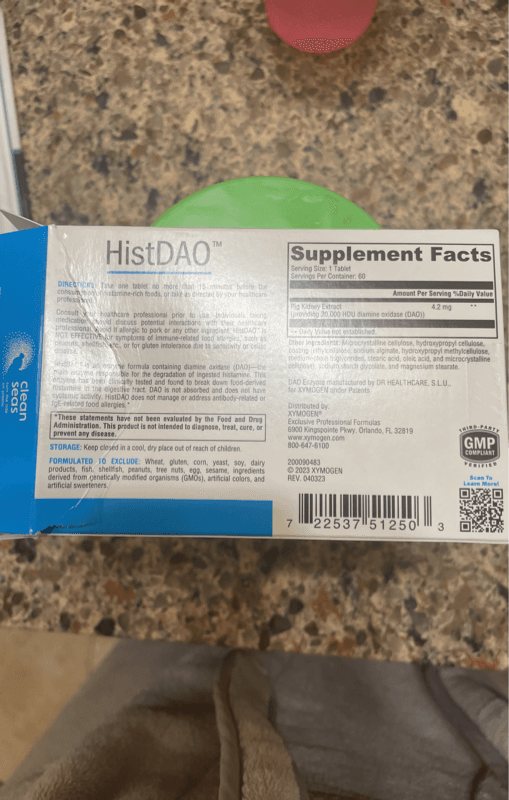 HistDAO™
DIRECTIONS: Take one tablet no more than 15 minutes before the
consumption of histamine-rich foods, or take as directed by your healthcare
professional.
Consult your healthcare professional prior to use. Individuals taking
medication should discuss potential interactions with their healthcare
professional. Avoid if allergic to pork or any other ingredient. HistDAO is
NOT EFFECTIVE for symptoms of immune-related food allergies, such as
or for gluten intolerance due to sensitivity or celiac
disease.
HistDAO is an enzyme formula containing diamine oxidase (DAO)—the
main enzyme responsible for the degradation of ingested histamine. This
enzyme has been clinically tested and found to break down food-derived
histamine in the digestive tract. DAO is not absorbed and does not have
systemic activity. HistDAO does not manage or address antibody-related or
IgE-related food allergies.*
*These statements have not been evaluated by the Food and Drug
Administration. This product is not intended to diagnose, treat, cure, or
prevent any disease.
STORAGE: Keep closed in a cool, dry place out of reach of children.
FORMULATED TO EXCLUDE: Wheat, gluten, corn, yeast, soy, dairy
products, fish, shellfish, peanuts, tree nuts, egg, sesame, ingredients
derived from genetically modified organisms (GMOs), artificial colors, and
artificial sweeteners.
Supplement Facts
Serving Size: 1 Tablet
Servings Per Container: 60
Amount Per Serving %Daily Value
Pig Kidney Extract 4.2 mg **
(providing 30,000 HDU diamine oxidase (DAO))
** Daily Value not established.
Other ingredients: Microcrystalline cellulose, hydroxypropyl cellulose,
coating (ethylcellulose, sodium alginate, hydroxypropyl methylcellulose,
medium-chain triglycerides, stearic acid, oleic acid, and microcrystalline
cellulose), sodium starch glycolate, and magnesium stearate.
DAO Enzyme manufactured by DR HEALTHCARE, S.L.U.,
for XYMOGEN under Patents
Distributed by:
XYMOGEN®
Exclusive Professional Formulas
6900 Kingspointe Pkwy, Orlando, FL 32819
www.xymogen.com
800-647-6100
200090483
© 2023 XYMOGEN
REV. 040323
THIRD-PARTY
GMP
COMPLIANT
VERIFIED
Scan To
Learn More!
7 22537 51250 3
clean
seas